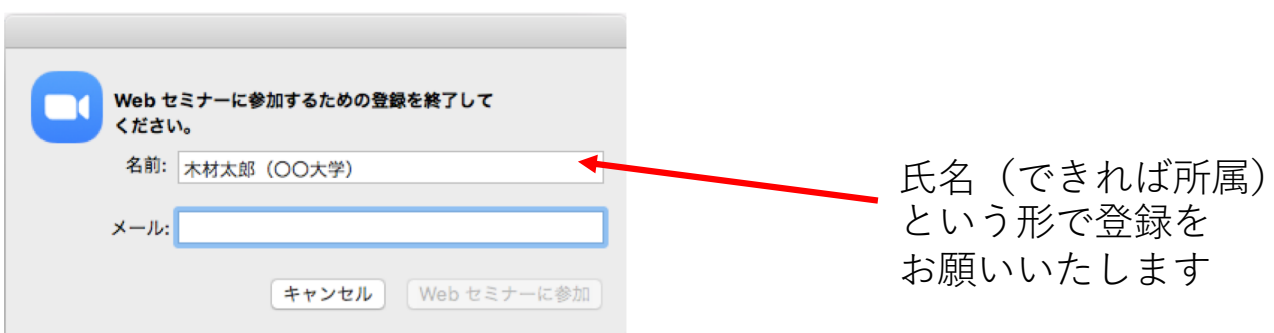 Web セミナーに参加するための登録を終了して
ください。
名前: 木材太郎（〇〇大学）
メール:
キャンセル Web セミナーに参加
氏名（できれば所属）
という形で登録を
お願いいたします